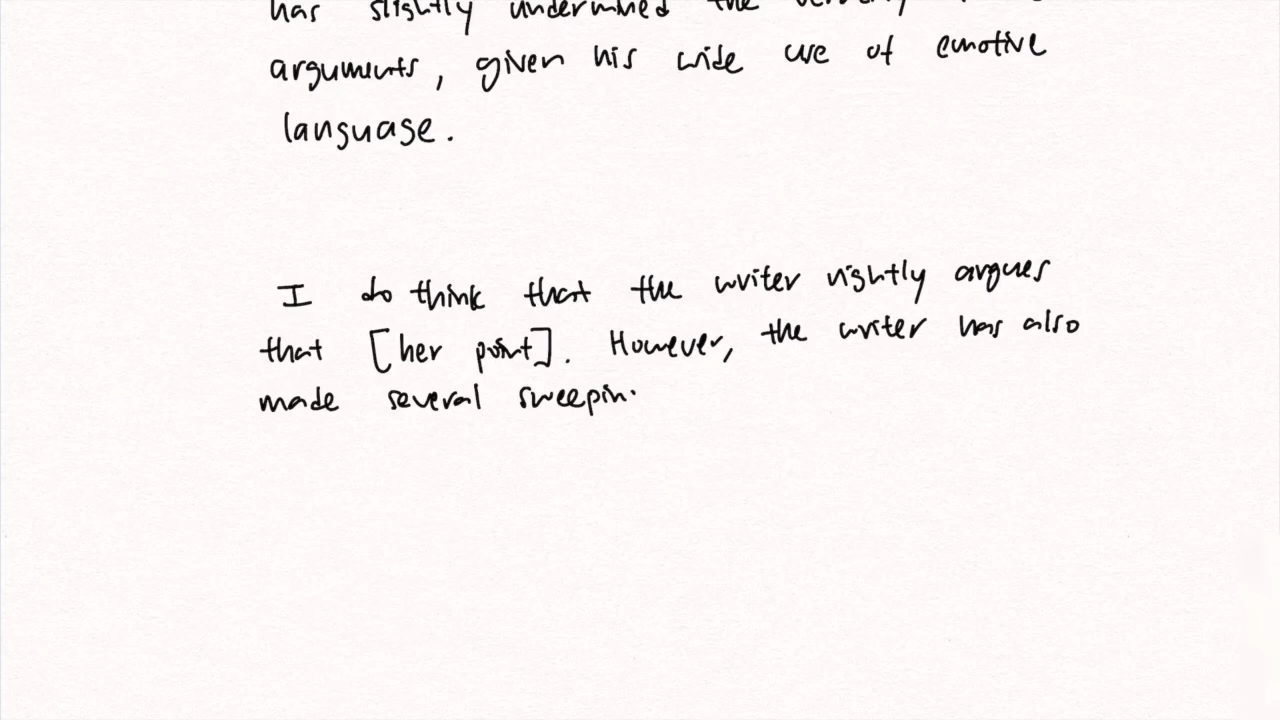 has slightly undermined the
arguments, given his wide use of emotive
language.
I do think that the writer rightly argues
that [her point]. However, the writer has also
made several sweepin